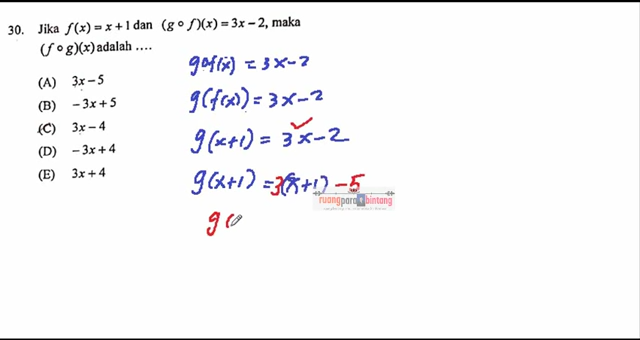 30. Jika f(x) = x + 1 dan (g ∘ f)(x) = 3x − 2, maka
(f ∘ g)(x) adalah ....
(A) 3x − 5
(B) − 3x + 5
(C) 3x − 4
(D) − 3x + 4
(E) 3x + 4
gof(x) = 3x − 2
g(f(x)) = 3x − 2
g(x+1) = 3x − 2
g(x+1) = 3(x+1) − 5
g(
ruangparabintang